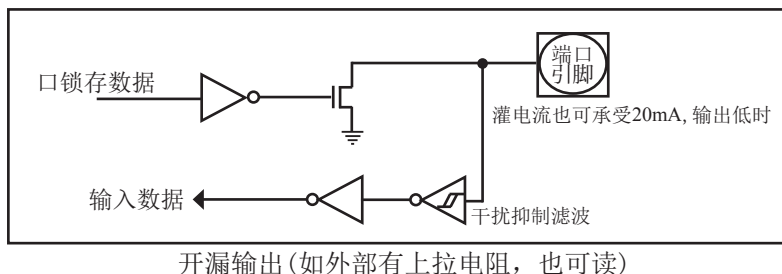 端口
引脚
口锁存数据
灌电流也可承受20mA, 输出低时
输入数据
干扰抑制滤波
开漏输出(如外部有上拉电阻，也可读)